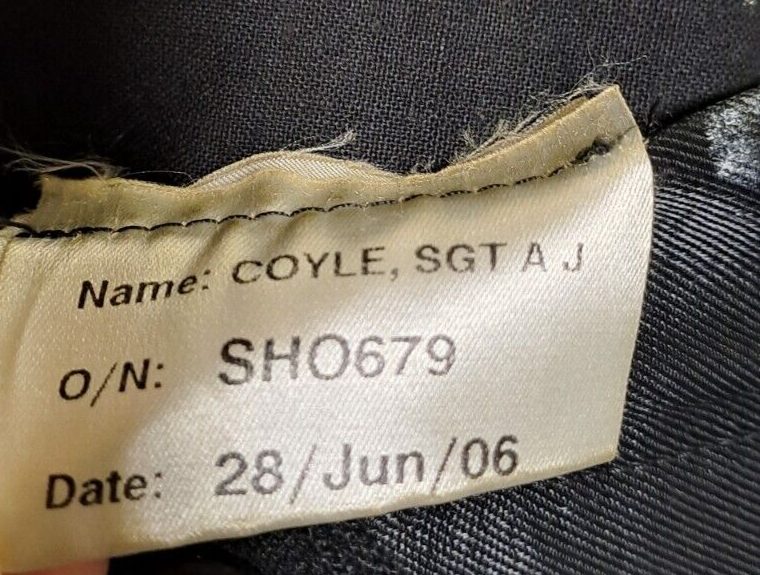 Name: COYLE, SGT A J
O/N: SHO679
Date: 28/Jun/06